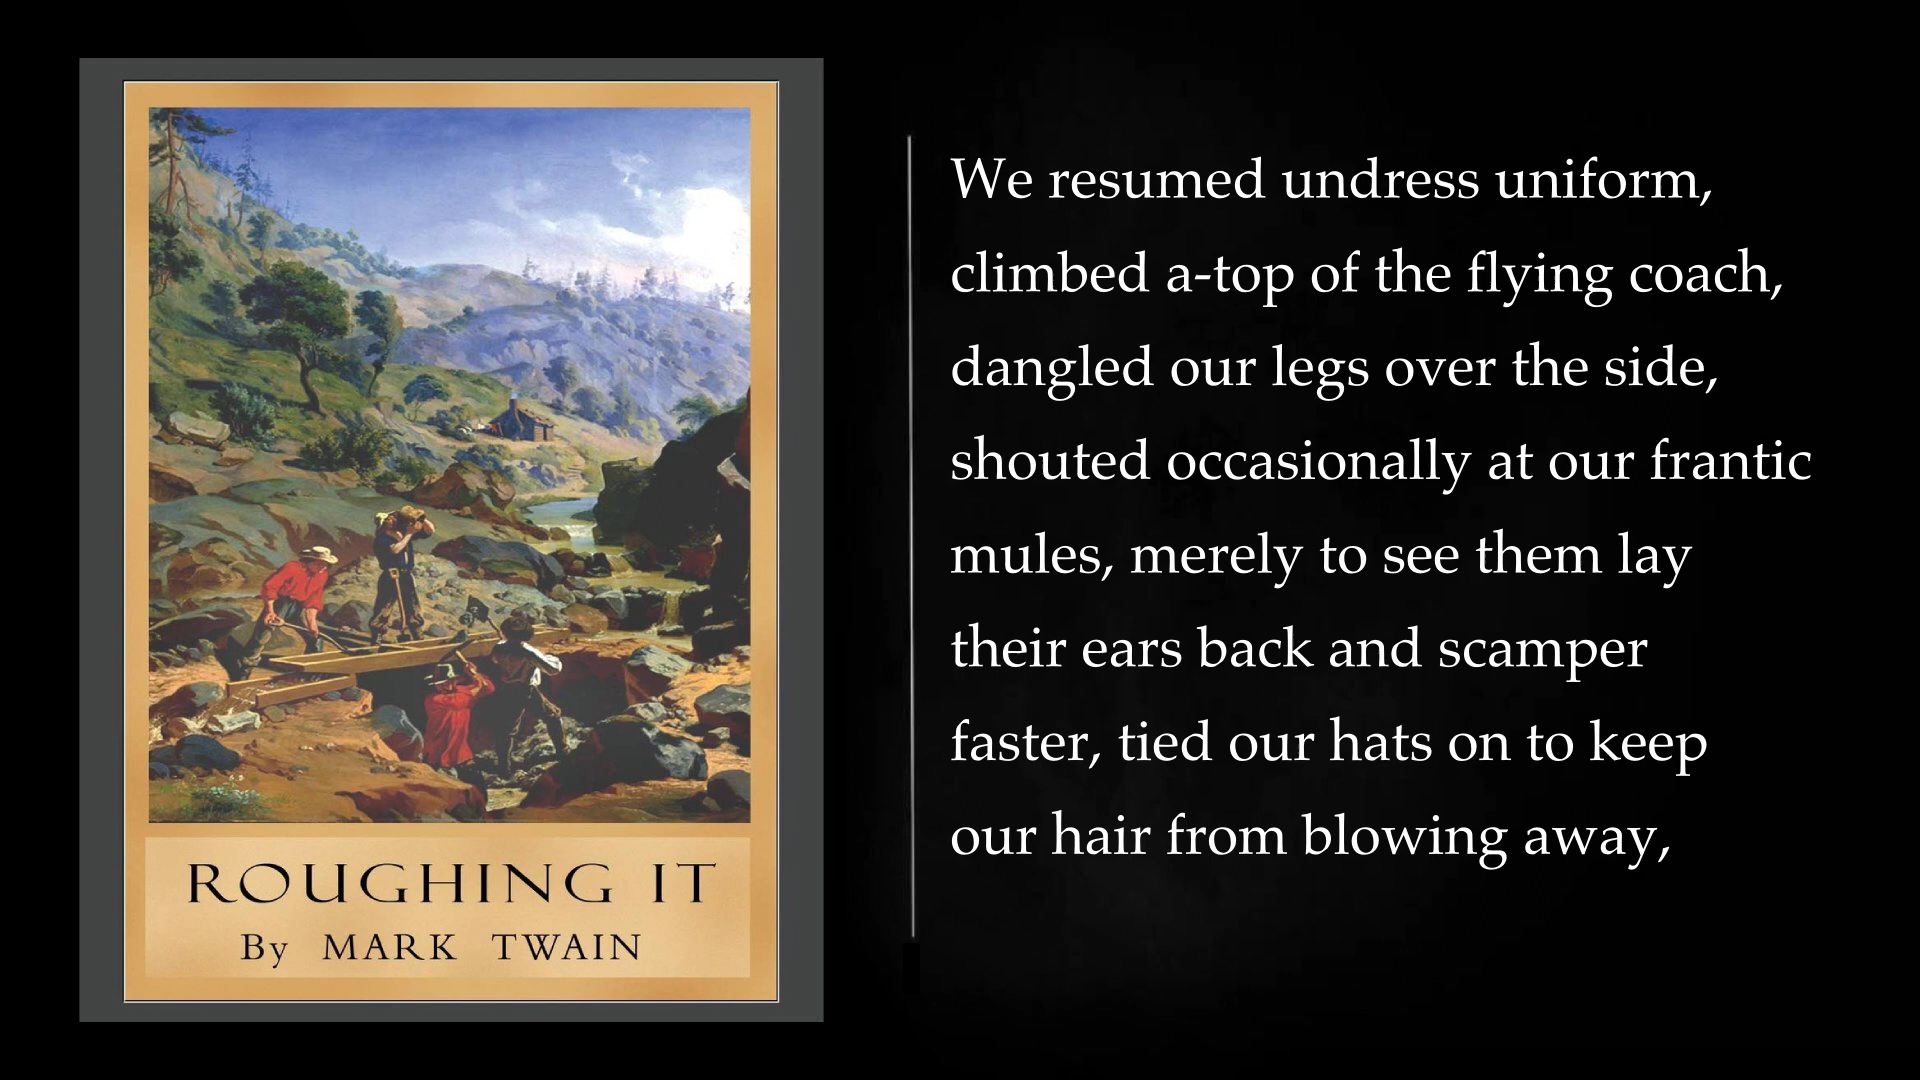 ROUGHING IT
By MARK TWAIN
We resumed undress uniform,
climbed a-top of the flying coach,
dangled our legs over the side,
shouted occasionally at our frantic
mules, merely to see them lay
their ears back and scamper
faster, tied our hats on to keep
our hair from blowing away,